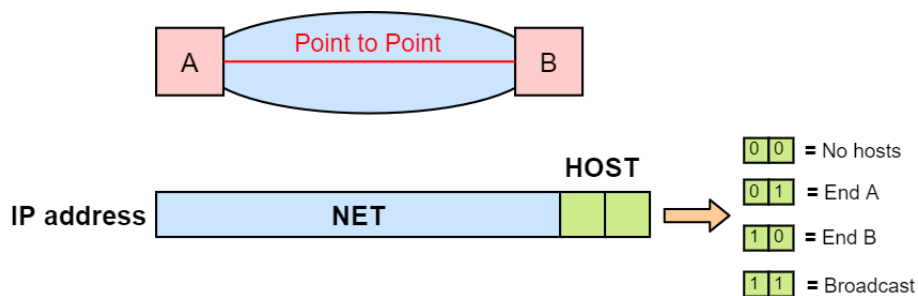 Point to Point
A B
HOST
IP address NET
0 0 = No hosts
0 1 = End A
1 0 = End B
1 1 = Broadcast